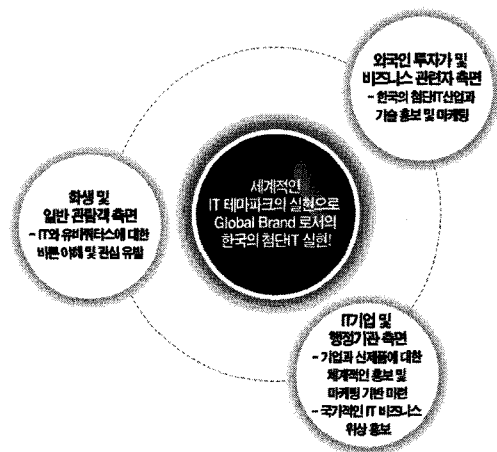 외국인 투자가 및
비즈니스 관련자 측면
- 한국의 첨단IT산업과
기술 홍보 및 마케팅
세계적인
IT 테마파크의 실현으로
Global Brand 로서의
한국의 첨단IT 실현!
학생 및
일반 관람객 측면
- IT와 유비쿼터스에 대한
바른 이해 및 관심 유발
IT기업 및
행정기관 측면
- 기업과 신제품에 대한
체계적인 홍보 및
마케팅 기반 마련
- 국가적인 IT 비즈니스
위상 홍보